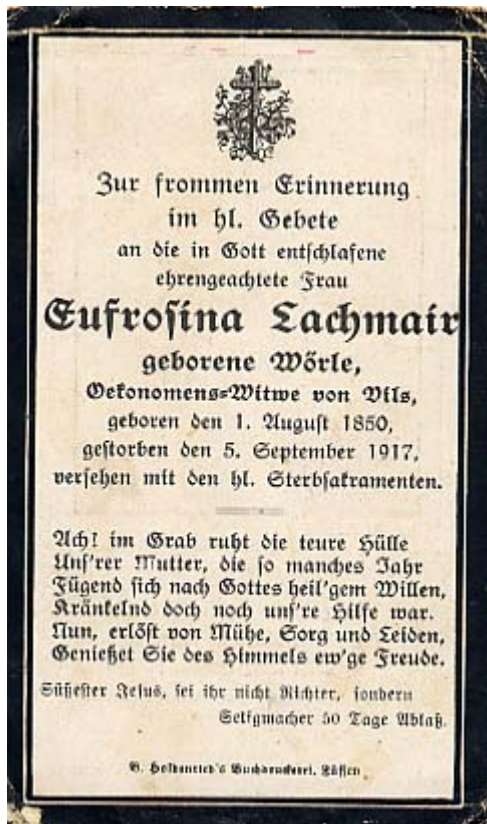 Zur frommen Erinnerung
im hl. Gebete
an die in Gott entschlafene
ehrengeachtete Frau
Eufrosina Lachmair
geborene Wörle,
Oekonomens=Witwe von Vils,
geboren den 1. August 1850,
gestorben den 5. September 1917,
versehen mit den hl. Sterbsakramenten.
Ach! im Grab ruht die teure Hülle
Uns'rer Mutter, die so manches Jahr
Fügend sich nach Gottes heil'gem Willen,
Kränkelnd doch noch uns're Hilfe war.
Nun, erlöst von Mühe, Sorg und Leiden,
Genießet Sie des Himmels ew'ge Freude.
Süßester Jesus, sei ihr nicht Richter, sondern
Seligmacher 50 Tage Ablaß.
B. Holdenried's Buchdruckerei, Füssen